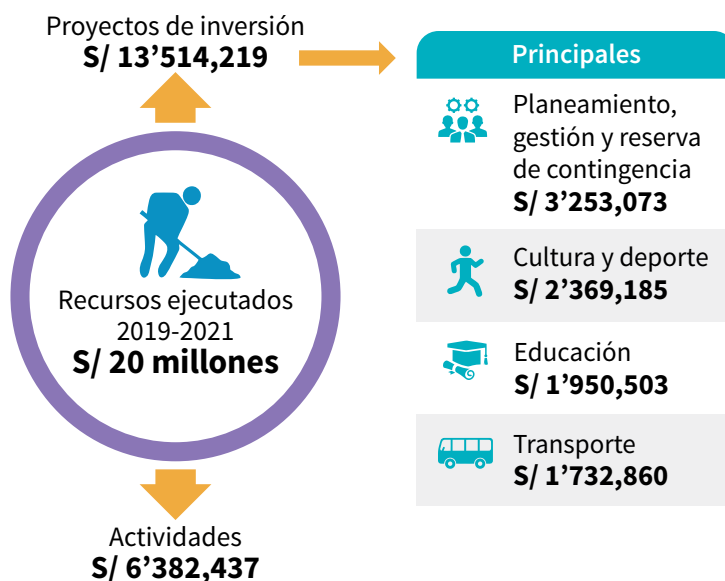 Proyectos de inversión
S/ 13’514,219
Recursos ejecutados
2019-2021
S/ 20 millones
Actividades
S/ 6’382,437
Principales
Planeamiento,
gestión y reserva
de contingencia
S/ 3’253,073
Cultura y deporte
S/ 2’369,185
Educación
S/ 1’950,503
Transporte
S/ 1’732,860